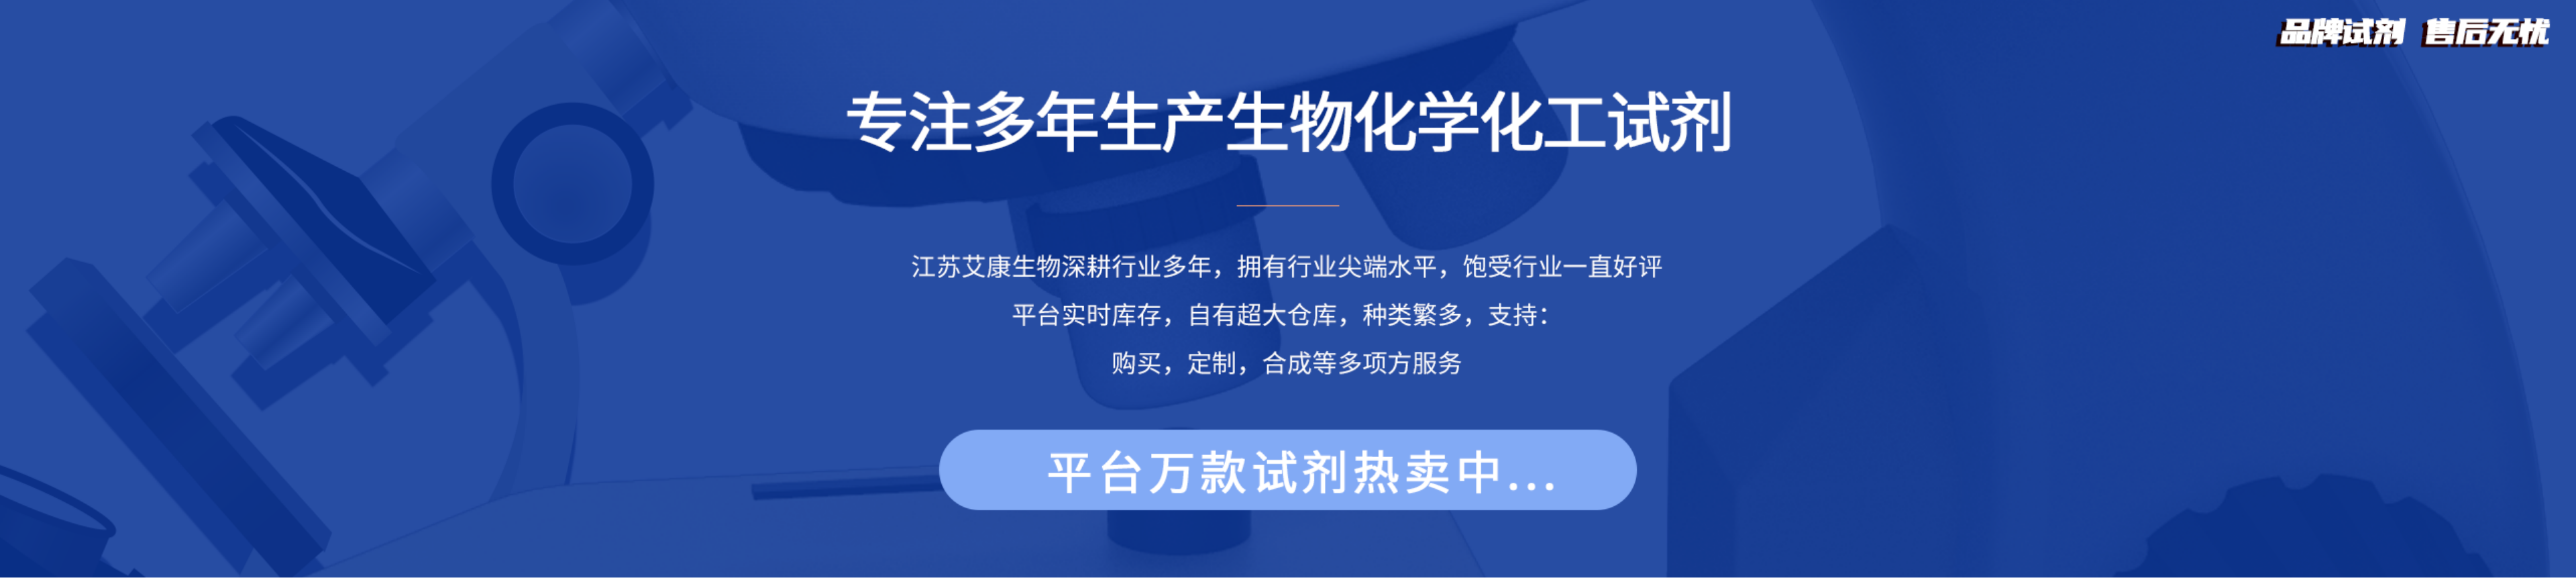 品牌试剂 售后无忧
专注多年生产生物化学化工试剂
江苏艾康生物深耕行业多年，拥有行业尖端水平，饱受行业一直好评
平台实时库存，自有超大仓库，种类繁多，支持：
购买，定制，合成等多项方服务
平台万款试剂热卖中...